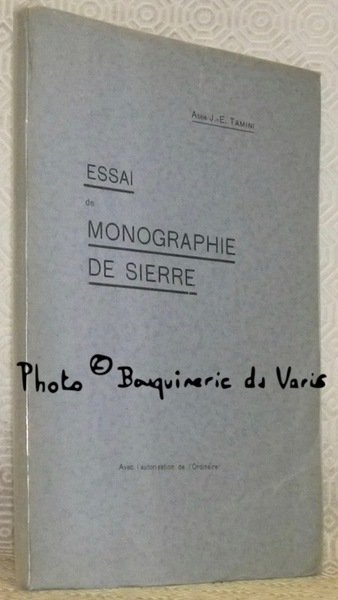 Abbé J.-E. TAMINI
ESSAI
de
MONOGRAPHIE
DE SIERRE
Photo © Bouquinerie du Varis
Avec l'autorisation de l'Ordinaire